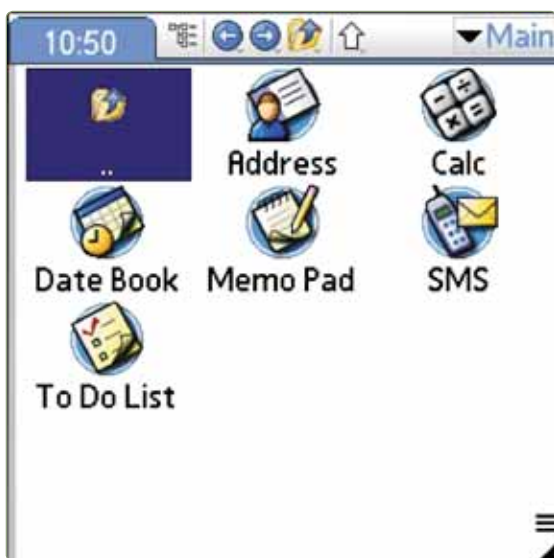 10:50 Main
..
Address Calc
Date Book Memo Pad SMS
To Do List